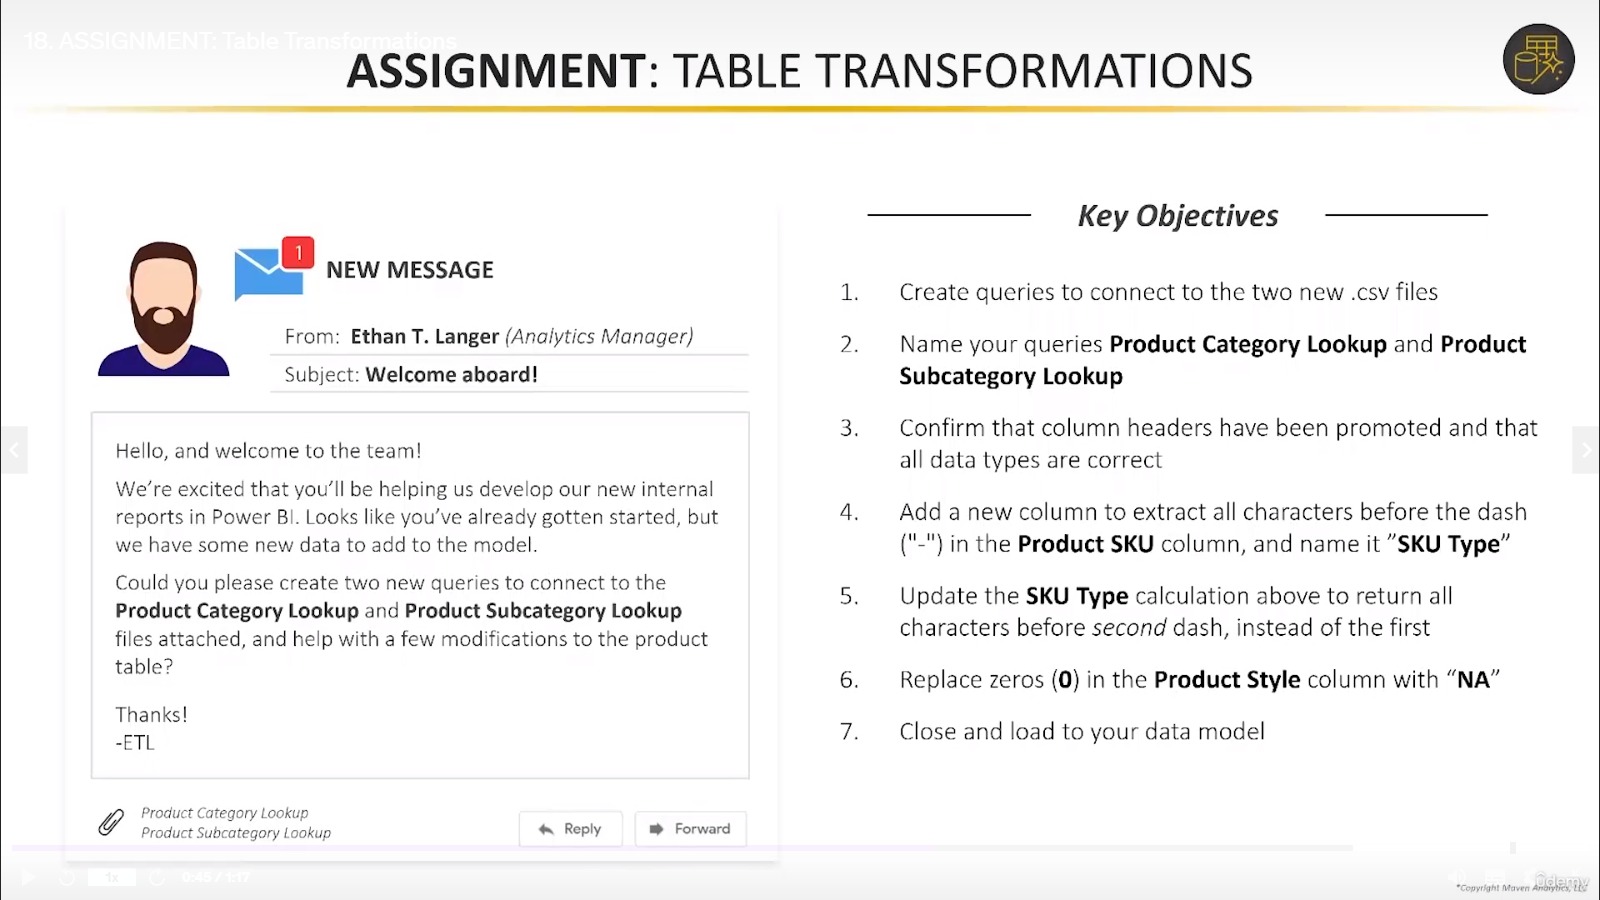 18. ASSIGNMENT: Table Transformations
ASSIGNMENT: TABLE TRANSFORMATIONS
1
NEW MESSAGE
From: Ethan T. Langer (Analytics Manager)
Subject: Welcome aboard!
Hello, and welcome to the team!
We’re excited that you’ll be helping us develop our new internal
reports in Power BI. Looks like you’ve already gotten started, but
we have some new data to add to the model.
Could you please create two new queries to connect to the
Product Category Lookup and Product Subcategory Lookup
files attached, and help with a few modifications to the product
table?
Thanks!
-ETL
Product Category Lookup
Product Subcategory Lookup
Reply
Forward
Key Objectives
1. Create queries to connect to the two new .csv files
2. Name your queries Product Category Lookup and Product
Subcategory Lookup
3. Confirm that column headers have been promoted and that
all data types are correct
4. Add a new column to extract all characters before the dash
("-") in the Product SKU column, and name it ”SKU Type”
5. Update the SKU Type calculation above to return all
characters before second dash, instead of the first
6. Replace zeros (0) in the Product Style column with “NA”
7. Close and load to your data model
1x
0:45 / 1:17
ûdemy
*Copyright Maven Analytics, LLC